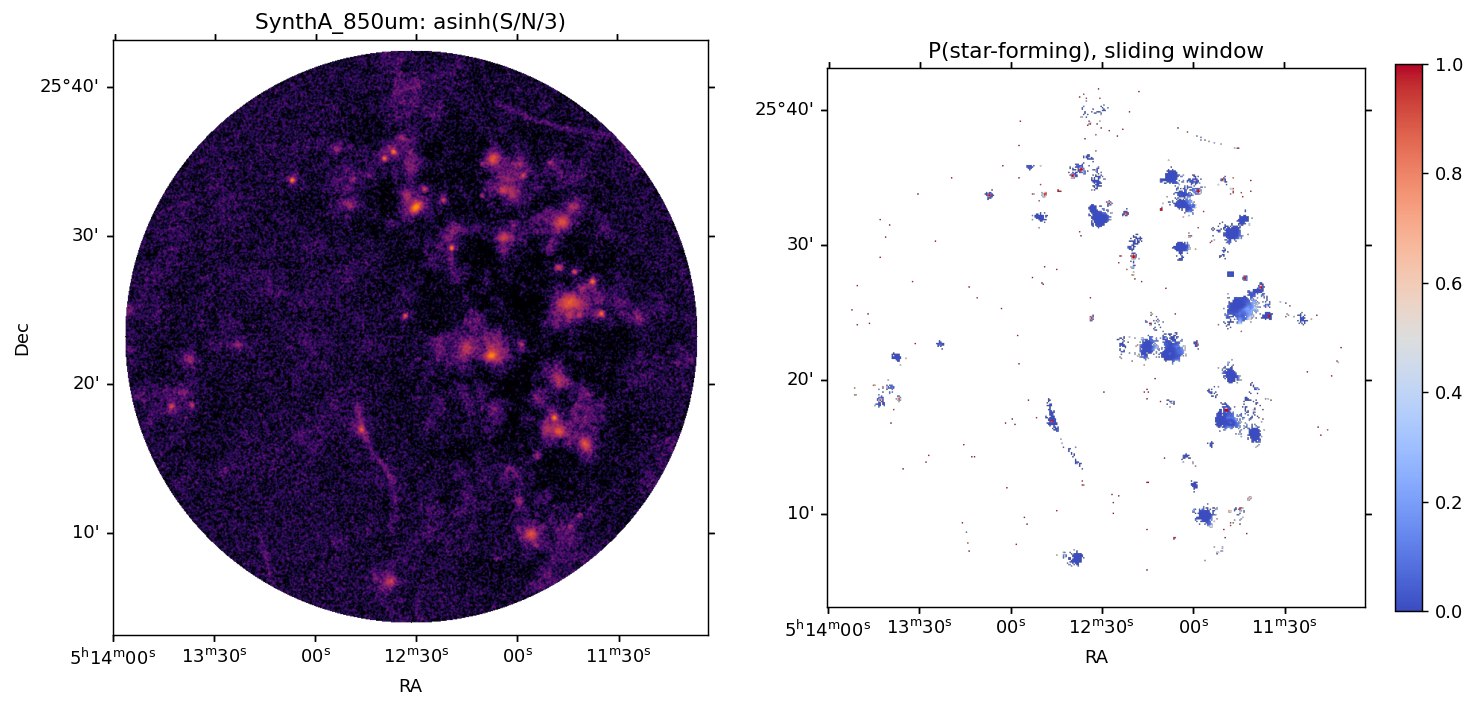 SynthA_850um: asinh(S/N/3)
25°40'
30'
20'
10'
Dec
5ʰ14ᵐ00ˢ 13ᵐ30ˢ 00ˢ 12ᵐ30ˢ 00ˢ 11ᵐ30ˢ
RA
P(star-forming), sliding window
25°40'
30'
20'
10'
5ʰ14ᵐ00ˢ 13ᵐ30ˢ 00ˢ 12ᵐ30ˢ 00ˢ 11ᵐ30ˢ
RA
1.0
0.8
0.6
0.4
0.2
0.0